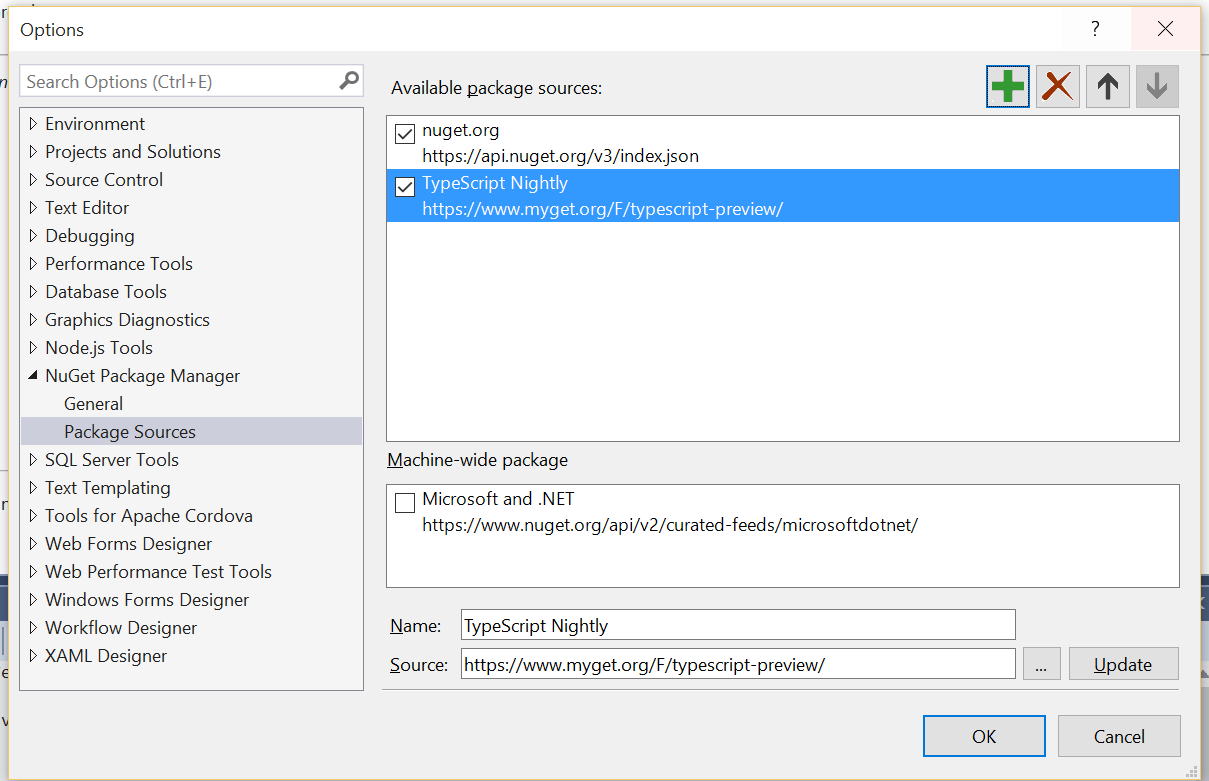 Options
?
Search Options (Ctrl+E)
Environment
Projects and Solutions
Source Control
Text Editor
Debugging
Performance Tools
Database Tools
Graphics Diagnostics
Node.js Tools
NuGet Package Manager
General
Package Sources
SQL Server Tools
Text Templating
Tools for Apache Cordova
Web Forms Designer
Web Performance Test Tools
Windows Forms Designer
Workflow Designer
XAML Designer
Available package sources:
nuget.org
https://api.nuget.org/v3/index.json
TypeScript Nightly
https://www.myget.org/F/typescript-preview/
Machine-wide package
Microsoft and .NET
https://www.nuget.org/api/v2/curated-feeds/microsoftdotnet/
Name: TypeScript Nightly
Source: https://www.myget.org/F/typescript-preview/ ... Update
OK Cancel